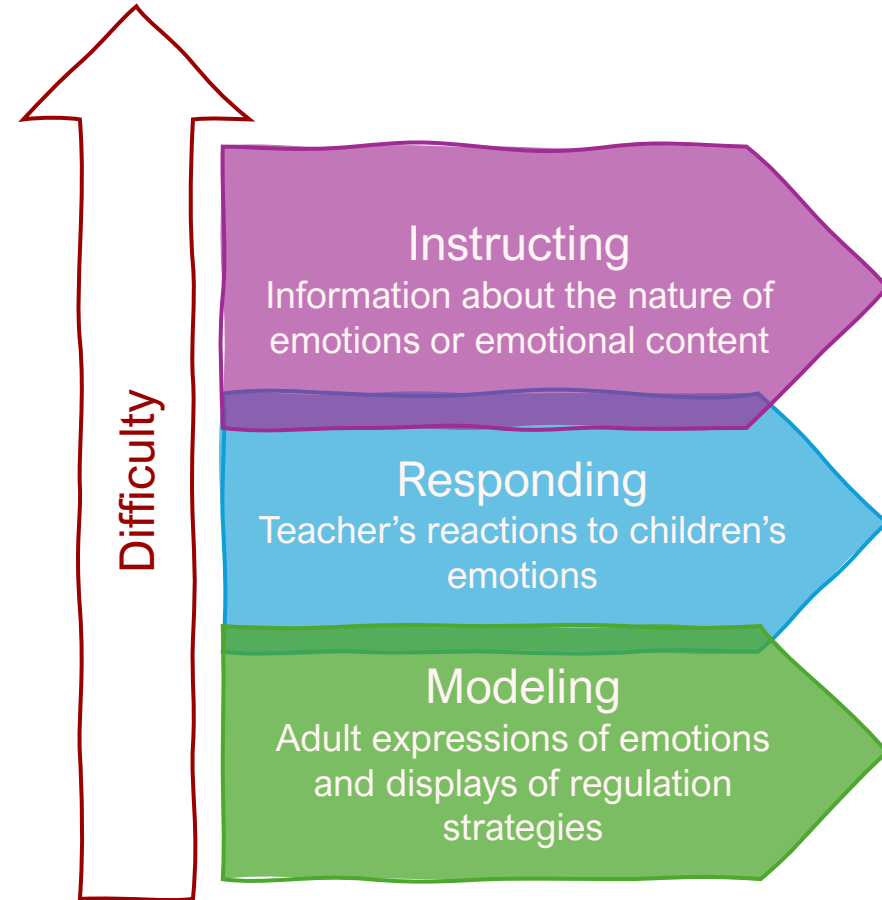 Difficulty
Instructing
Information about the nature of
emotions or emotional content
Responding
Teacher’s reactions to children’s
emotions
Modeling
Adult expressions of emotions
and displays of regulation
strategies